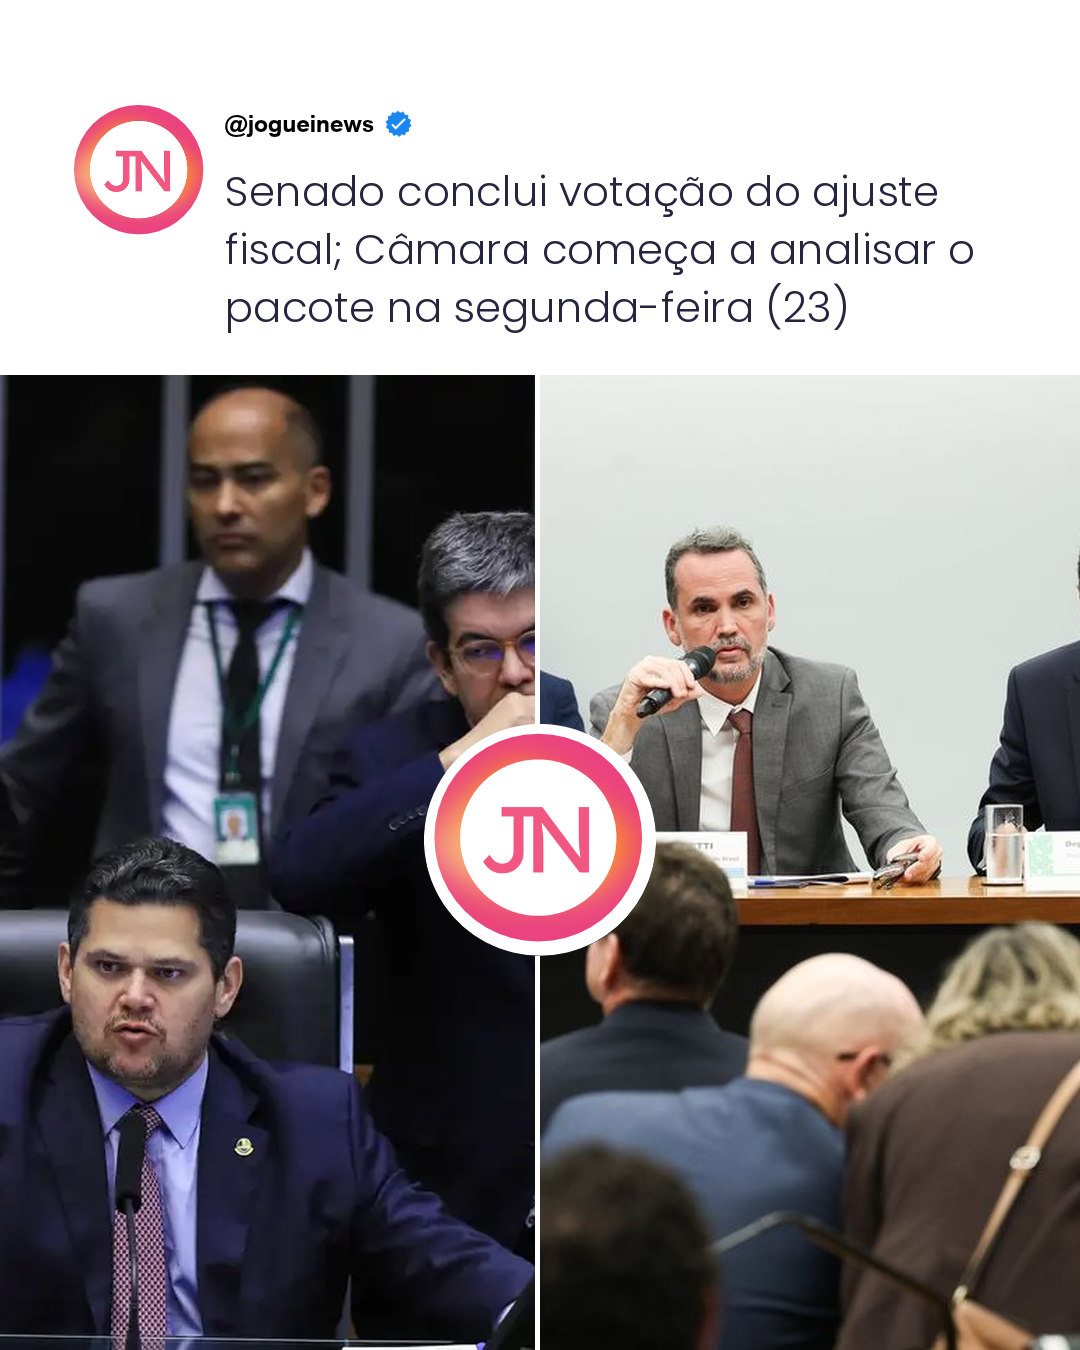 @jogueinews
JN
Senado conclui votação do ajuste
fiscal; Câmara começa a analisar o
pacote na segunda-feira (23)
JN